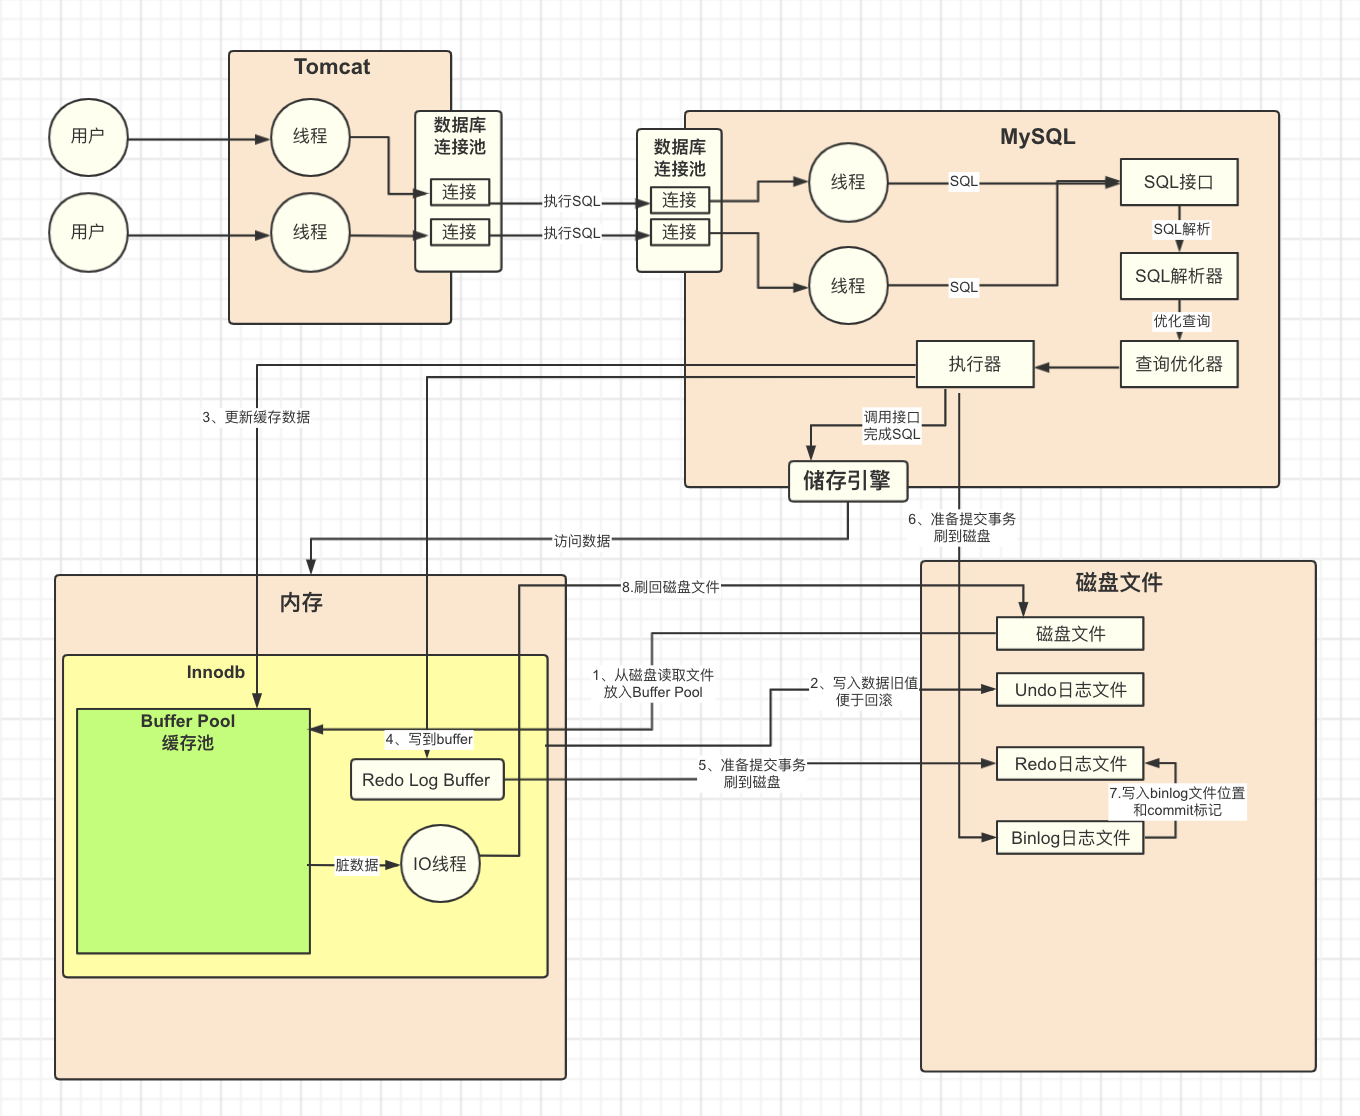 Tomcat
用户
线程
数据库
连接池
连接
用户
线程
连接
执行SQL
执行SQL
MySQL
数据库
连接池
连接
连接
线程
SQL
SQL接口
SQL解析
线程
SQL
SQL解析器
优化查询
执行器
查询优化器
3、更新缓存数据
调用接口
完成SQL
储存引擎
6、准备提交事务
刷到磁盘
访问数据
内存
8.刷回磁盘文件
磁盘文件
磁盘文件
Innodb
1、从磁盘读取文件
放入Buffer Pool
2、写入数据旧值
便于回滚
Undo日志文件
Buffer Pool
缓存池
4、写到buffer
Redo Log Buffer
5、准备提交事务
刷到磁盘
Redo日志文件
7.写入binlog文件位置
和commit标记
Binlog日志文件
脏数据
IO线程